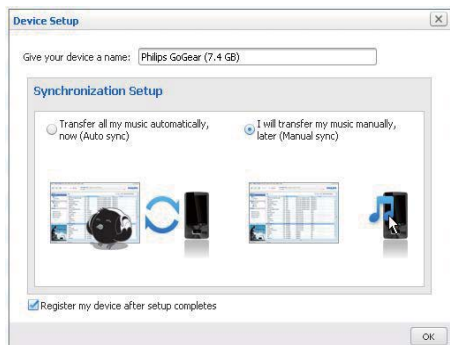 Device Setup
Give your device a name: Philips GoGear (7.4 GB)
Synchronization Setup
Transfer all my music automatically,
now (Auto sync)
I will transfer my music manually,
later (Manual sync)
Register my device after setup completes
OK